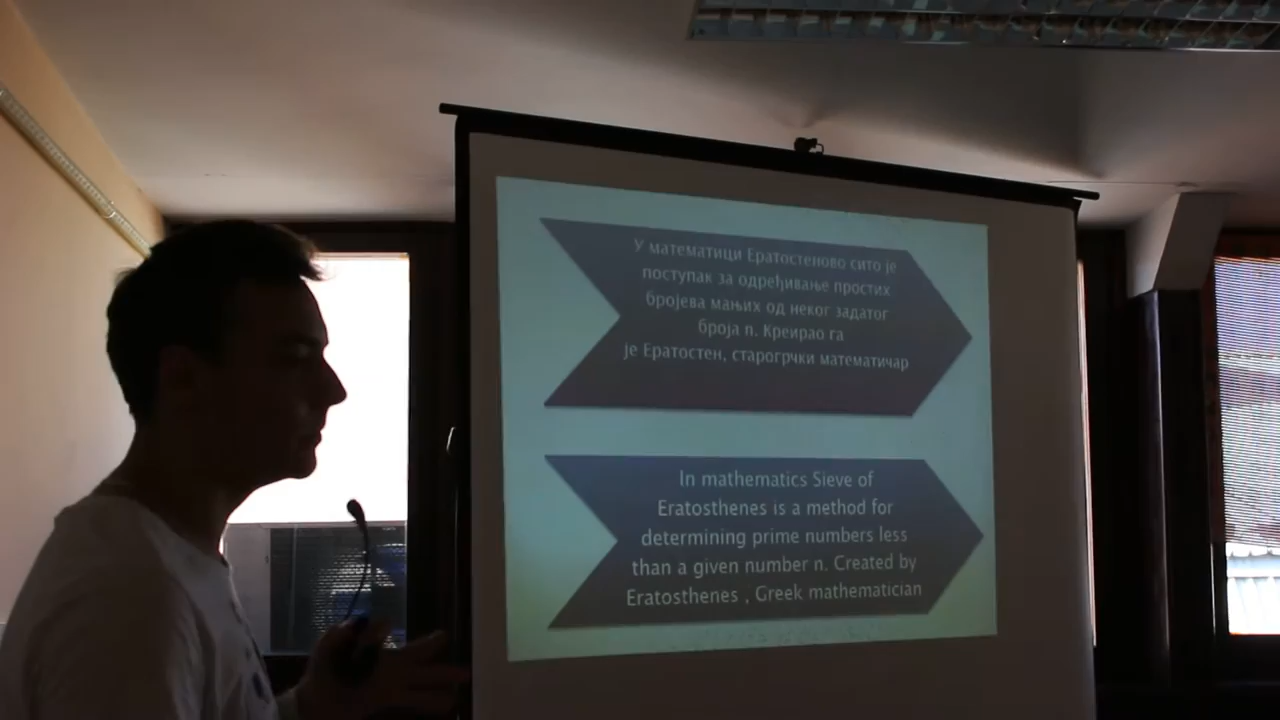 У математици Ератостеново сито је
поступак за одређивање простих
бројева мањих од неког задатог
броја n. Креирао га
је Ератостен, старогрчки математичар
In mathematics Sieve of
Eratosthenes is a method for
determining prime numbers less
than a given number n. Created by
Eratosthenes , Greek mathematician